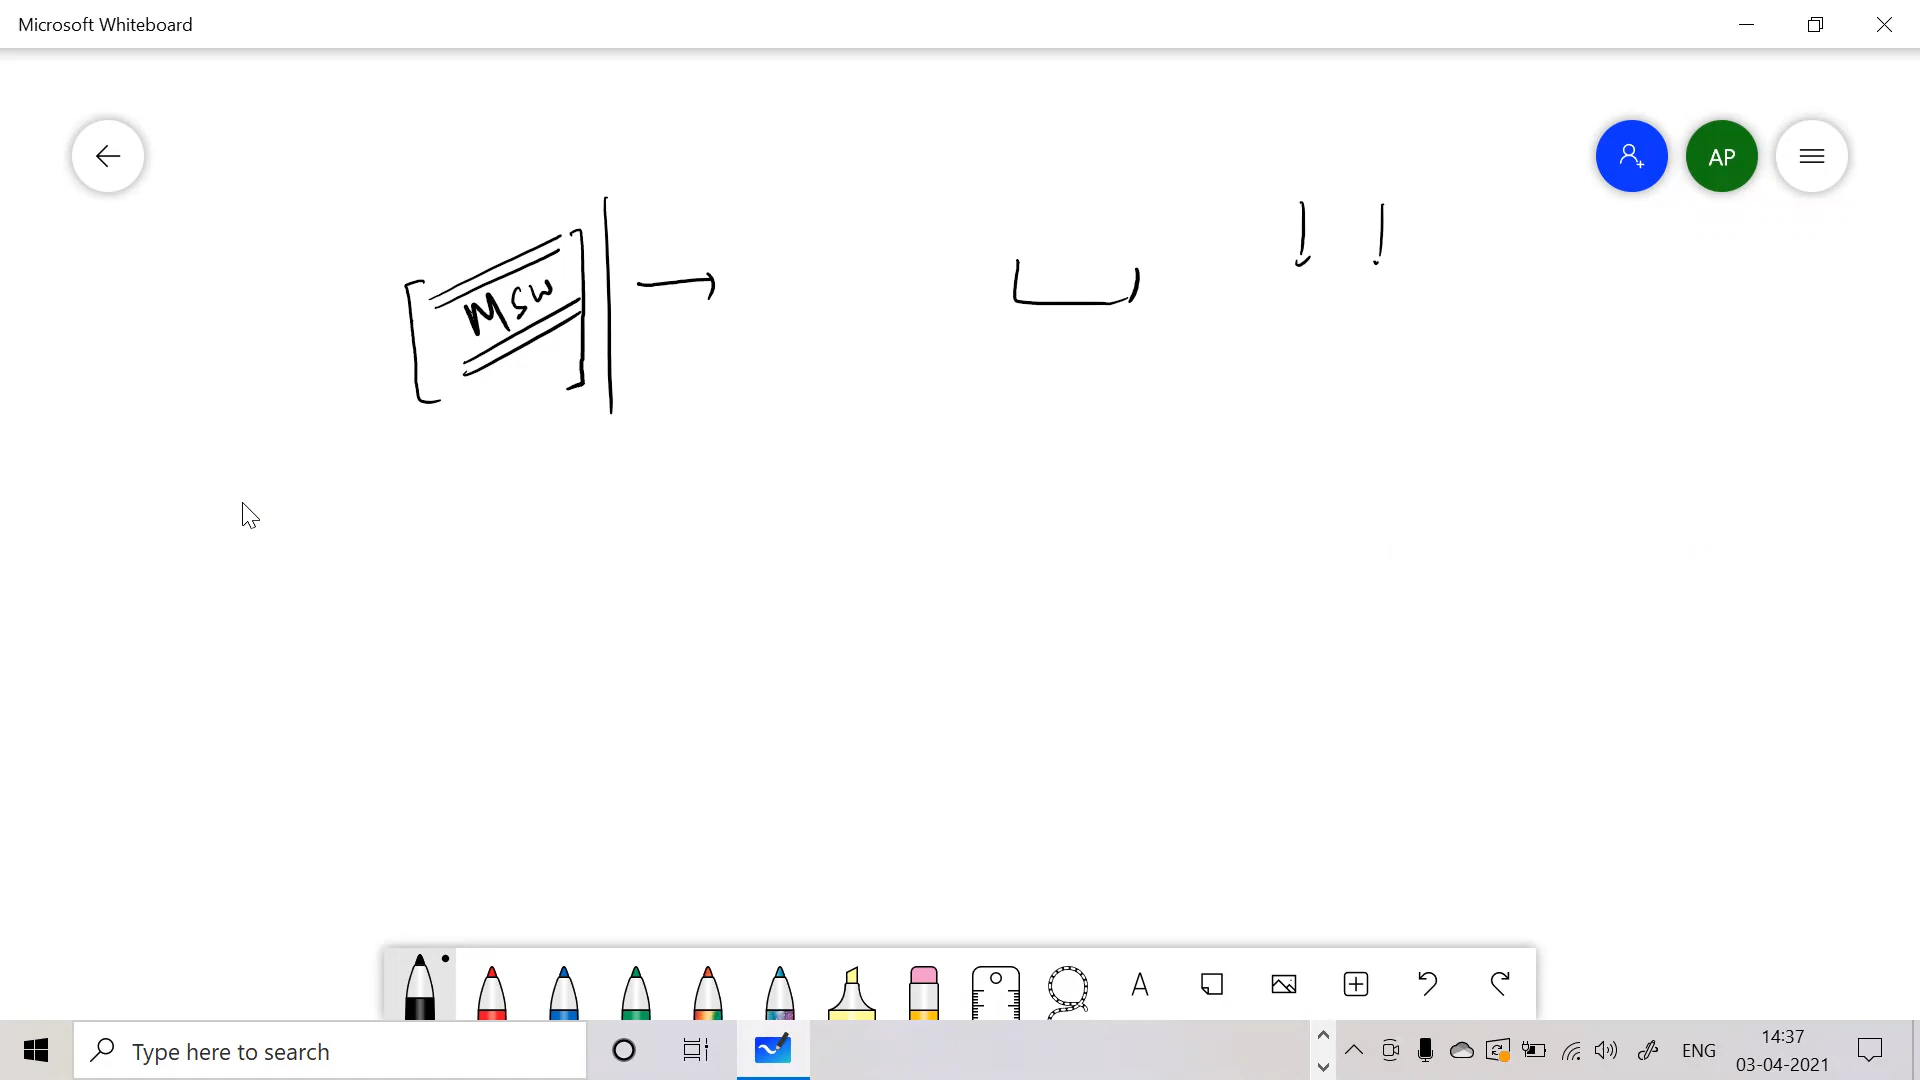 Microsoft Whiteboard
AP
MSW
A
Type here to search
ENG
14:37
03-04-2021